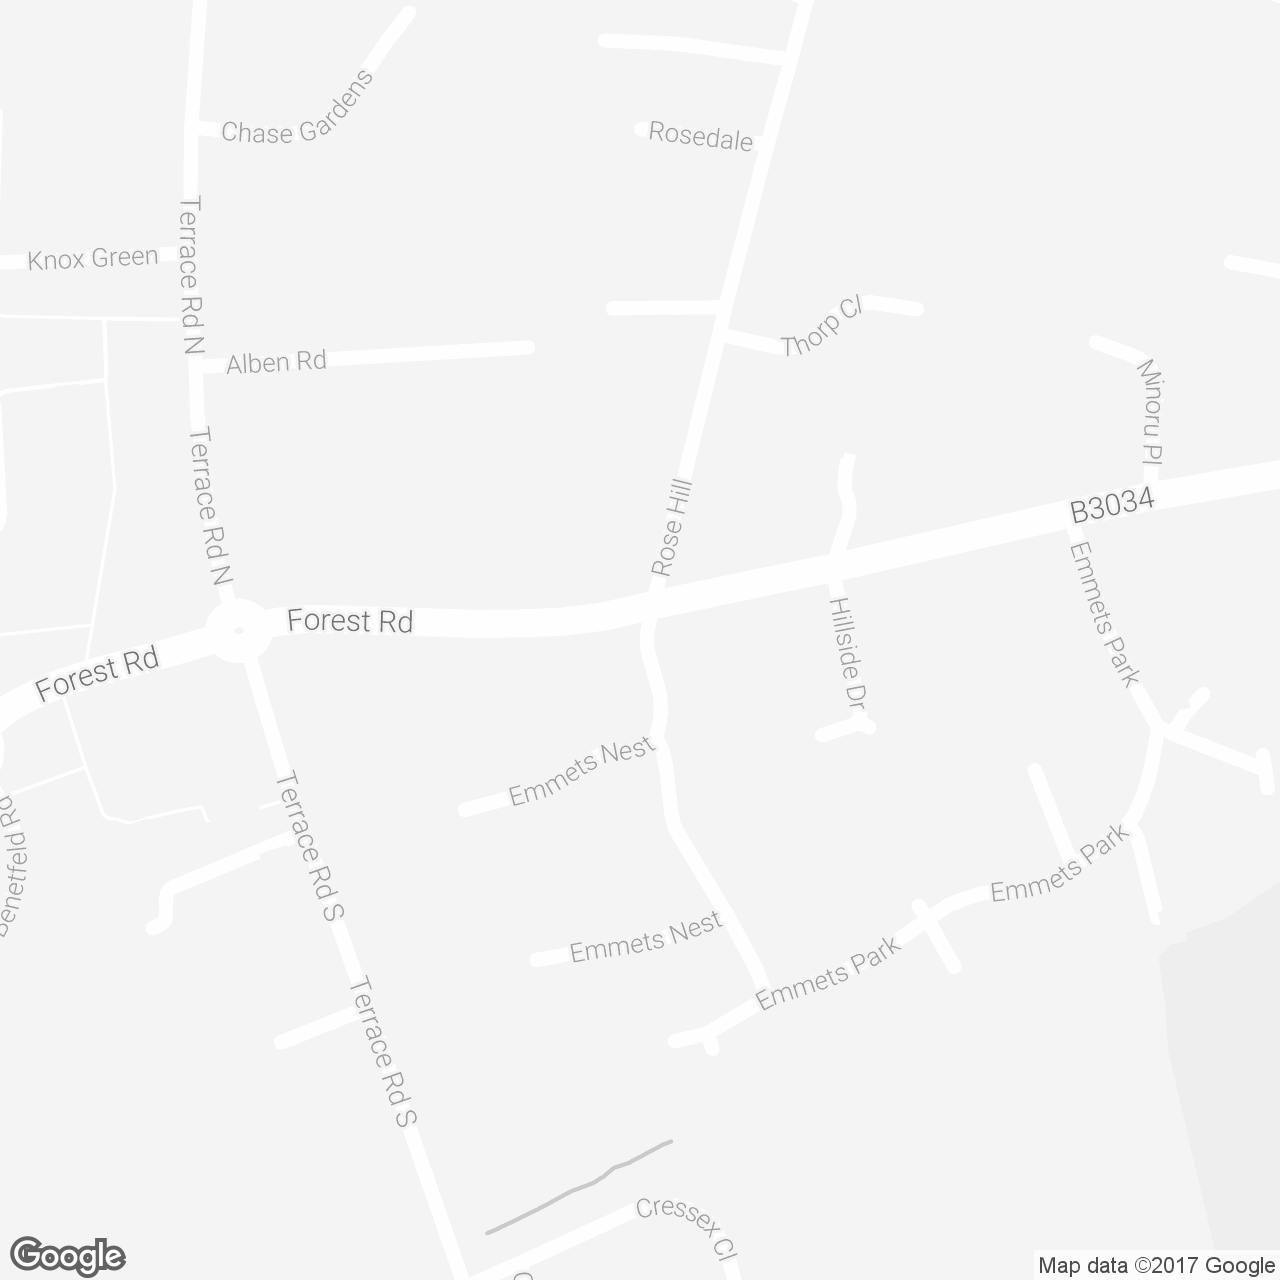 Chase Gardens
Rosedale
Terrace Rd N
Knox Green
Thorp Cl
Alben Rd
Minoru Pl
Terrace Rd N
Rose Hill
B3034
Emmets Park
Forest Rd
Hillside Dr
Forest Rd
Emmets Nest
Terrace Rd S
Benetfeld Rd
Emmets Park
Emmets Nest
Emmets Park
Terrace Rd S
Cressex Cl
Google
Map data ©2017 Google